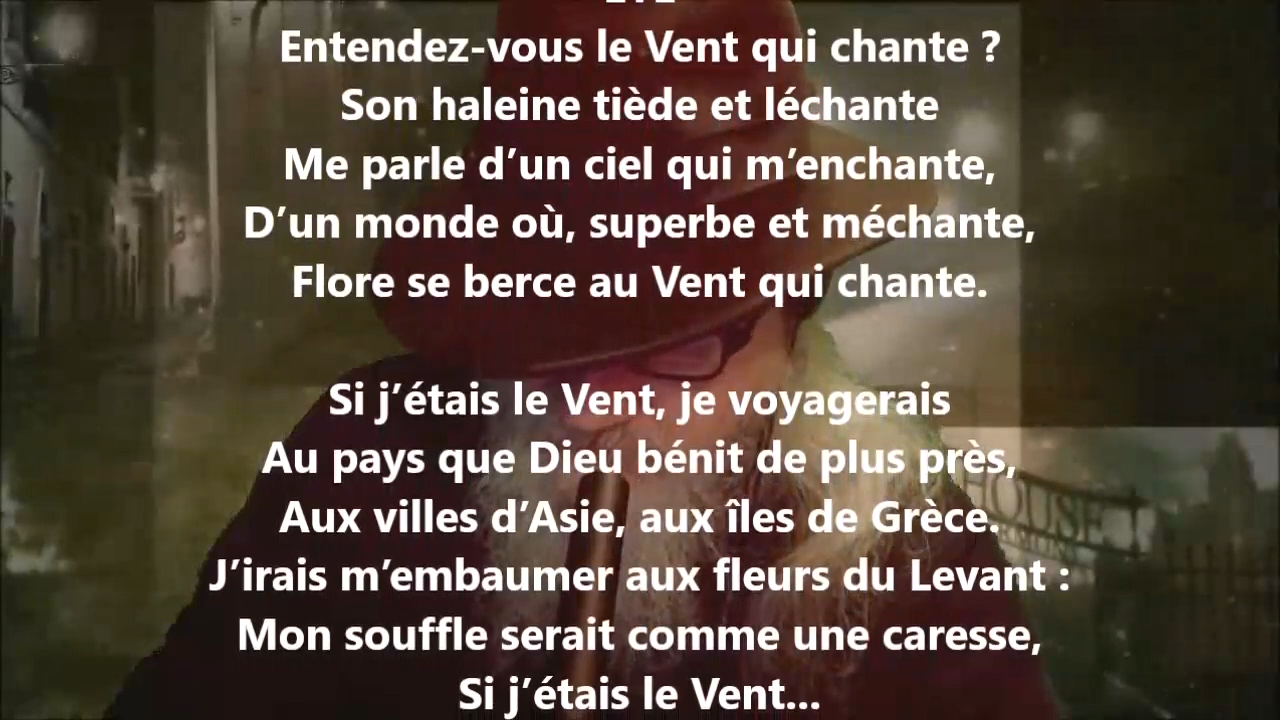 Entendez-vous le Vent qui chante ?
Son haleine tiède et léchante
Me parle d’un ciel qui m’enchante,
D’un monde où, superbe et méchante,
Flore se berce au Vent qui chante.
Si j’étais le Vent, je voyagerais
Au pays que Dieu bénit de plus près,
Aux villes d’Asie, aux îles de Grèce.
HOUSE
J’irais m’embaumer aux fleurs du Levant :
Mon souffle serait comme une caresse,
Si j’étais le Vent...